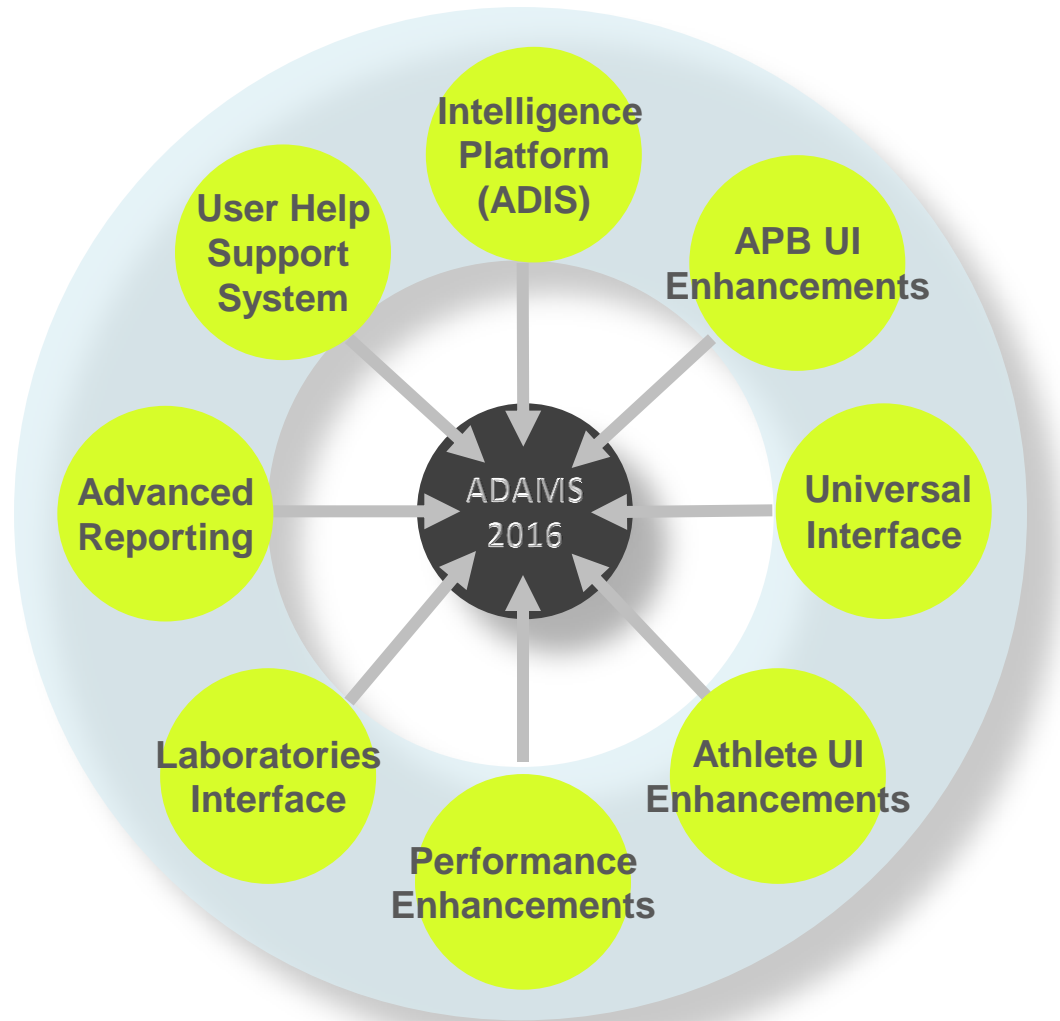 Intelligence
Platform
(ADIS)
APB UI
Enhancements
Universal
Interface
Athlete UI
Enhancements
Performance
Enhancements
Laboratories
Interface
Advanced
Reporting
User Help
Support
System
ADAMS
2016